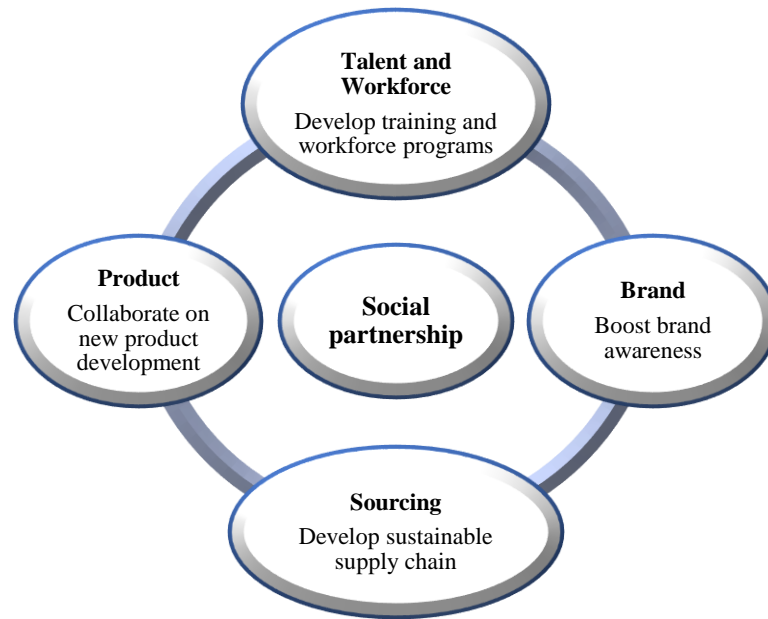 Talent and
Workforce
Develop training and
workforce programs
Product
Collaborate on
new product
development
Social
partnership
Brand
Boost brand
awareness
Sourcing
Develop sustainable
supply chain